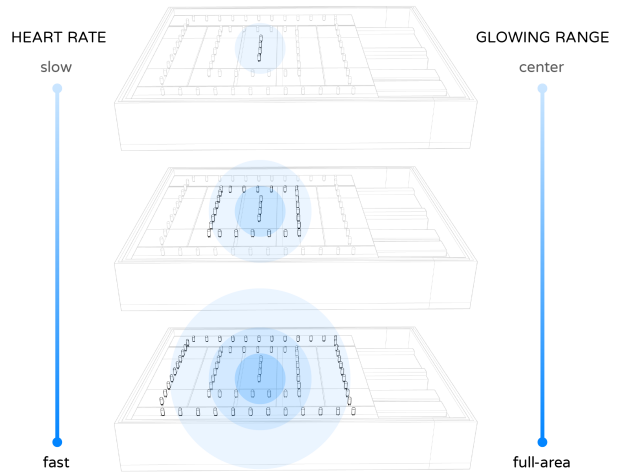 HEART RATE
slow
fast
GLOWING RANGE
center
full-area